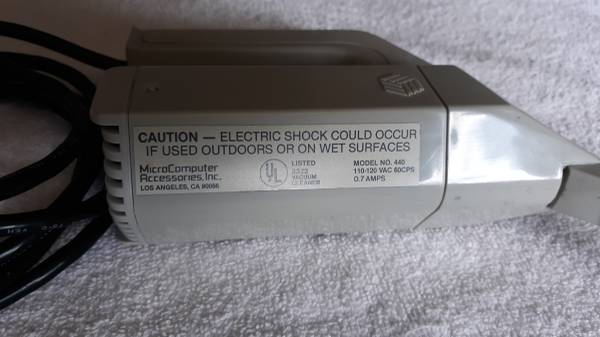 CAUTION — ELECTRIC SHOCK COULD OCCUR
IF USED OUTDOORS OR ON WET SURFACES
MicroComputer
Accessories, Inc.
LOS ANGELES, CA 90066
UL
LISTED
VACUUM
CLEANER
MODEL NO. 440
110-120 VAC 60CPS
0.7 AMPS